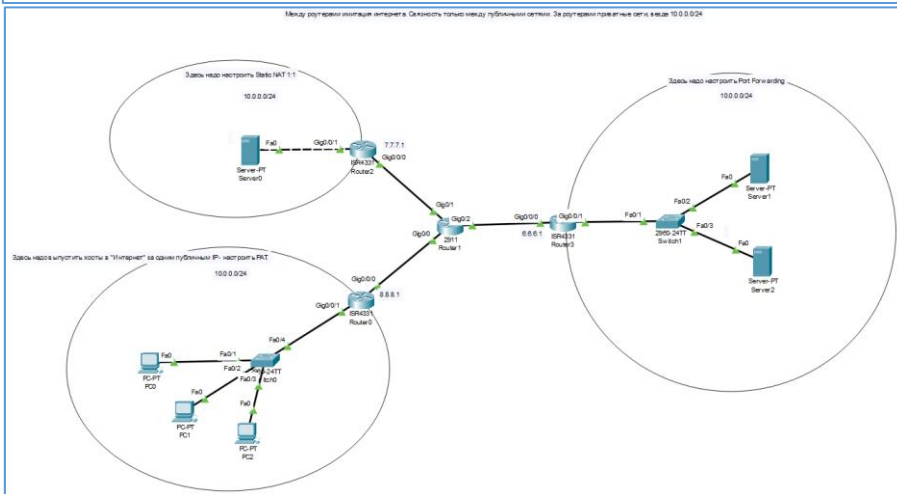 Между роутерами имитация интернета. Связность только между публичными сетями. За роутерами приватные сети, везде 10.0.0.0/24
Здесь надо настроить Static NAT 1:1
10.0.0.0/24
Fa0
Gig0/0/1
7.7.7.1
Gig0/0/0
Server-PT
Server0
ISR4331
Router2
Здесь надо настроить Port Forwarding
10.0.0.0/24
Fa0
Server-PT
Server1
Fa0/2
Gig0/1
Gig0/2
Gig0/0
2911
Router1
Gig0/0/0
6.6.6.1
Gig0/0/1
ISR4331
Router3
Fa0/1
Fa0/3
2960-24TT
Switch1
Fa0
Server-PT
Server2
Здесь надо выпустить хосты в "Интернет" за одним публичным IP- настроить PAT
10.0.0.0/24
Gig0/0/0
8.8.8.1
Gig0/0/1
ISR4331
Router0
Fa0/4
Fa0/1
Fa0/2
Fa0/3
Fa0
PC-PT
PC0
Fa0
PC-PT
PC1
Fa0
PC-PT
PC2